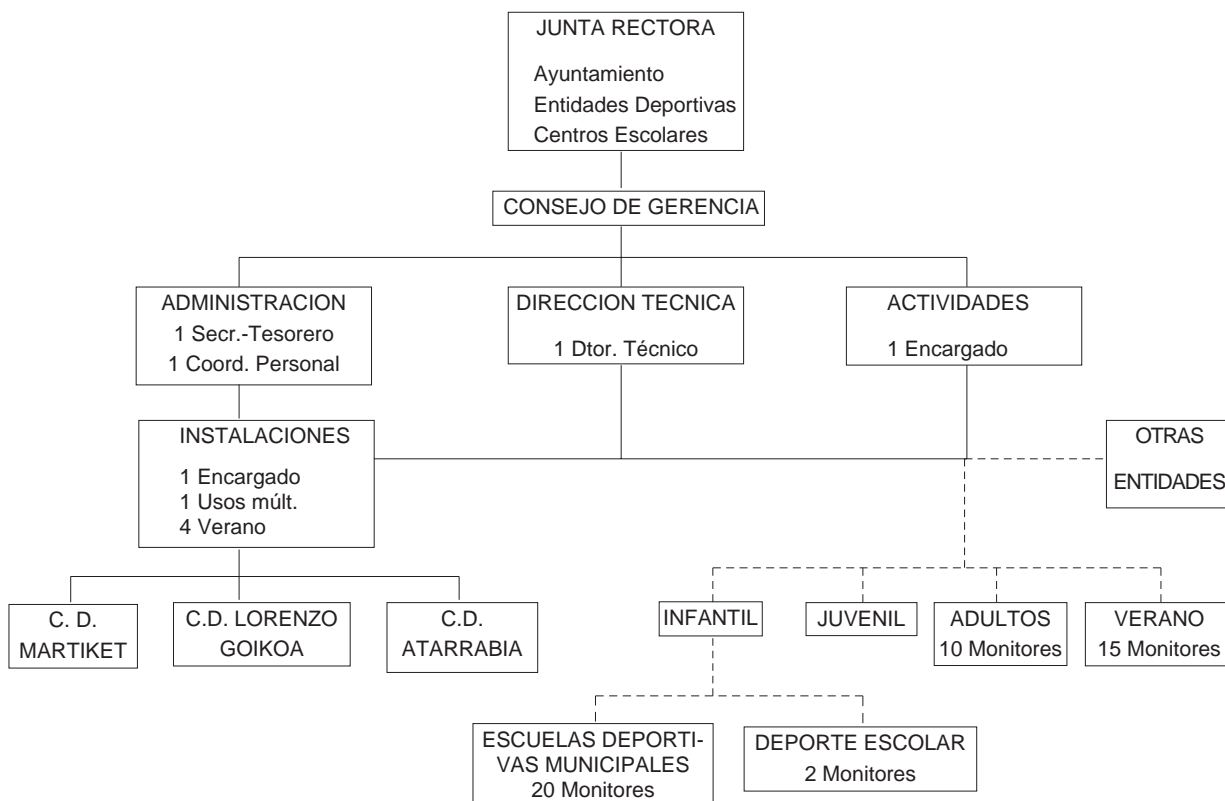 JUNTA RECTORA
Ayuntamiento
Entidades Deportivas
Centros Escolares
CONSEJO DE GERENCIA
ADMINISTRACION
1 Secr.-Tesorero
1 Coord. Personal
DIRECCION TECNICA
1 Dtor. Técnico
ACTIVIDADES
1 Encargado
INSTALACIONES
1 Encargado
1 Usos múlt.
4 Verano
OTRAS
ENTIDADES
C. D.
MARTIKET
C.D. LORENZO
GOIKOA
C.D.
ATARRABIA
INFANTIL
JUVENIL
ADULTOS
10 Monitores
VERANO
15 Monitores
ESCUELAS DEPORTI-
VAS MUNICIPALES
20 Monitores
DEPORTE ESCOLAR
2 Monitores